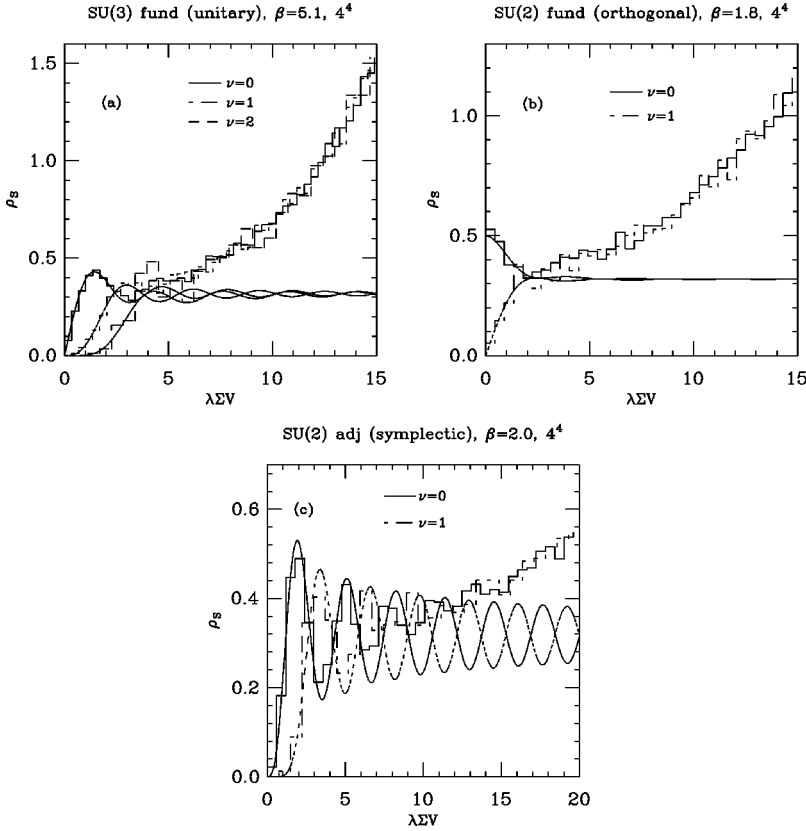 SU(3) fund (unitary), β=5.1, 4⁴
1.5
1.0
0.5
0.0
ρₛ
(a)
ν=0
ν=1
ν=2
0 5 10 15
λΣV
SU(2) fund (orthogonal), β=1.8, 4⁴
1.0
0.5
0.0
ρₛ
(b)
ν=0
ν=1
0 5 10 15
λΣV
SU(2) adj (symplectic), β=2.0, 4⁴
0.6
0.4
0.2
0.0
ρₛ
(c)
ν=0
ν=1
0 5 10 15 20
λΣV